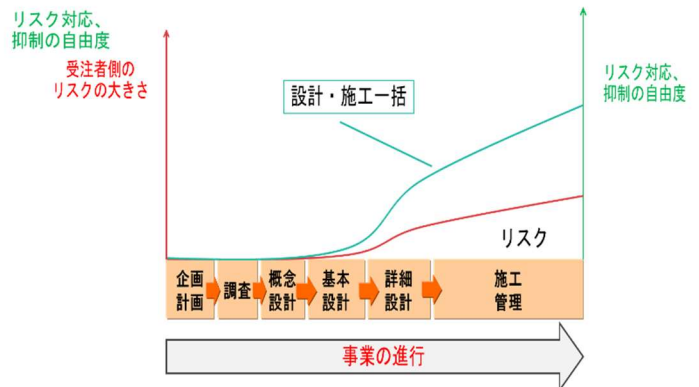 リスク対応、
抑制の自由度
受注者側の
リスクの大きさ
リスク対応、
抑制の自由度
設計・施工一括
リスク
企画
計画
調査
概念
設計
基本
設計
詳細
設計
施工
管理
事業の進行